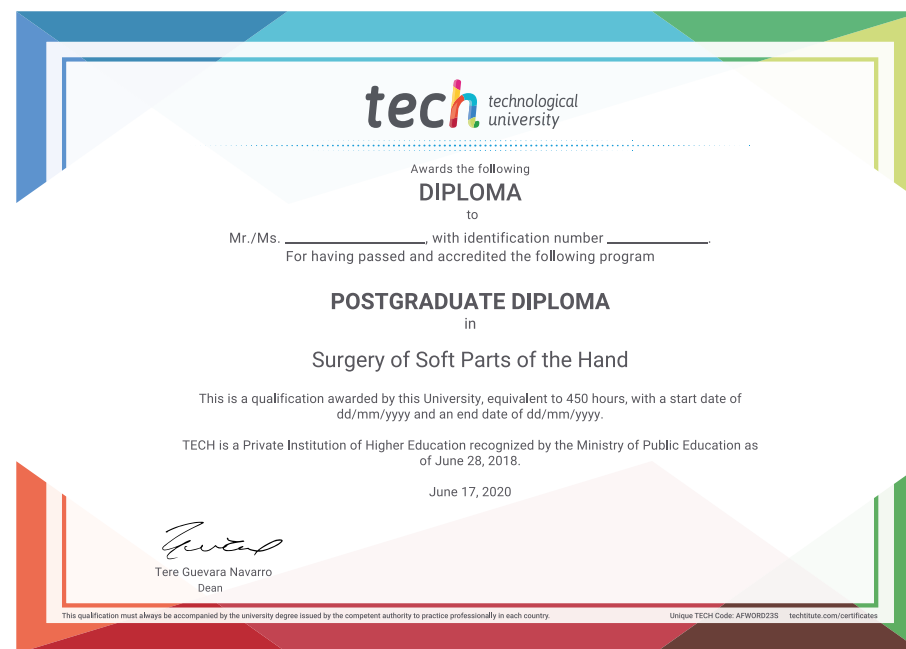 tech technological
university
Awards the following
DIPLOMA
to
Mr./Ms. ____________________, with identification number ______________.
For having passed and accredited the following program
POSTGRADUATE DIPLOMA
in
Surgery of Soft Parts of the Hand
This is a qualification awarded by this University, equivalent to 450 hours, with a start date of
dd/mm/yyyy and an end date of dd/mm/yyyy.
TECH is a Private Institution of Higher Education recognized by the Ministry of Public Education as
of June 28, 2018.
June 17, 2020
Tere Guevara Navarro
Dean
This qualification must always be accompanied by the university degree issued by the competent authority to practice professionally in each country. Unique TECH Code: AFWORD23S techtitute.com/certificates